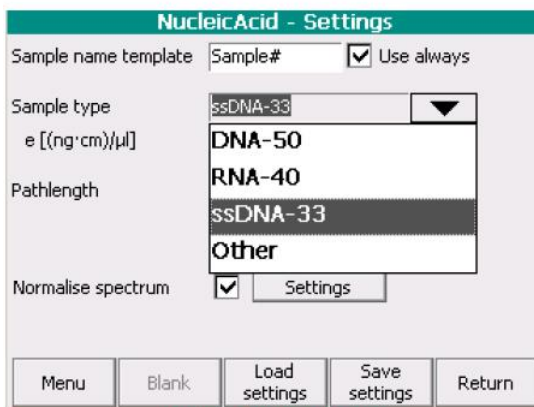 NucleicAcid - Settings
Sample name template Sample# Use always
Sample type ssDNA-33
e [(ng·cm)/µl] DNA-50
RNA-40
Pathlength
ssDNA-33
Other
Normalise spectrum Settings
Menu Blank Load settings Save settings Return